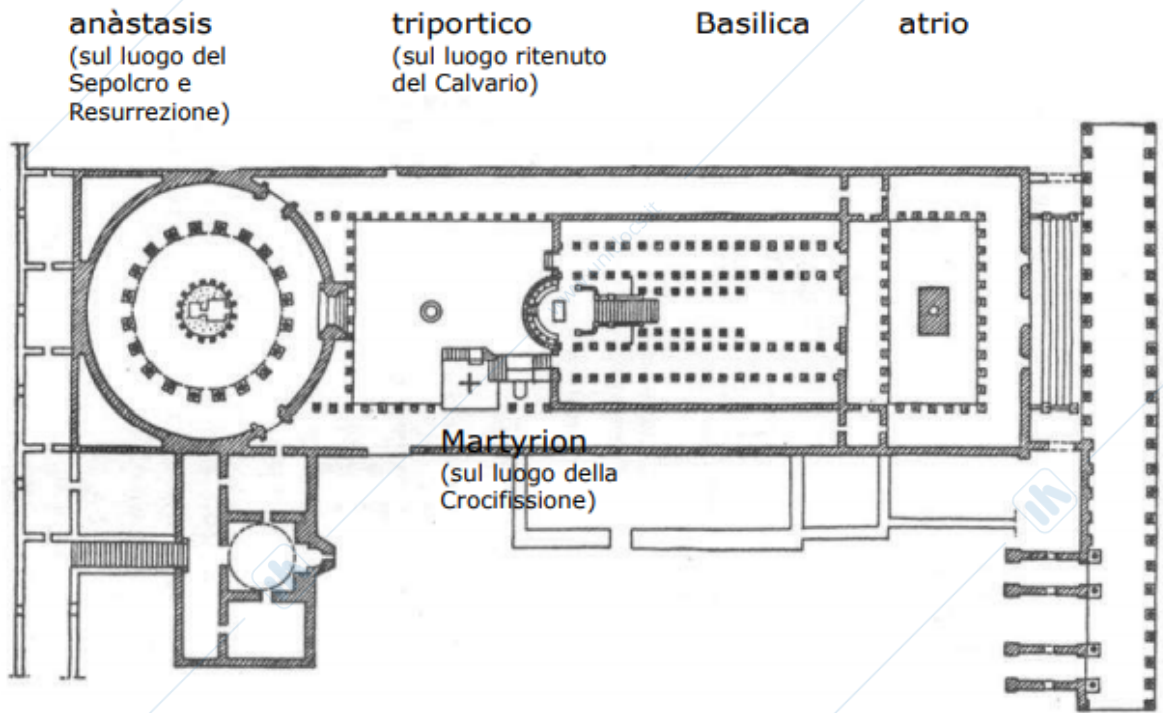 anàstasis
(sul luogo del
Sepolcro e
Resurrezione)
triportico
(sul luogo ritenuto
del Calvario)
Basilica
atrio
Martyrion
(sul luogo della
Crocifissione)